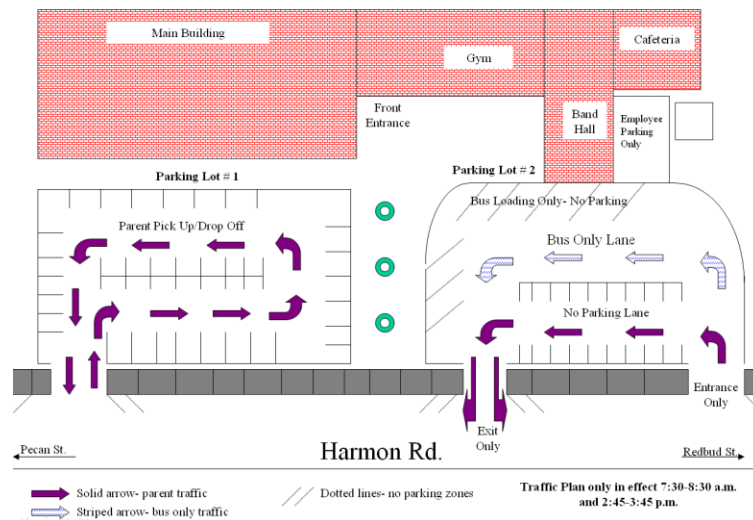 Main Building
Cafeteria
Gym
Front
Entrance
Band
Hall
Employee
Parking
Only
Parking Lot # 1
Parking Lot # 2
Bus Loading Only- No Parking
Parent Pick Up/Drop Off
Bus Only Lane
No Parking Lane
Entrance
Only
Exit
Only
Pecan St.
Harmon Rd.
Redbud St.
Solid arrow- parent traffic
Dotted lines- no parking zones
Traffic Plan only in effect 7:30-8:30 a.m.
and 2:45-3:45 p.m.
Striped arrow- bus only traffic